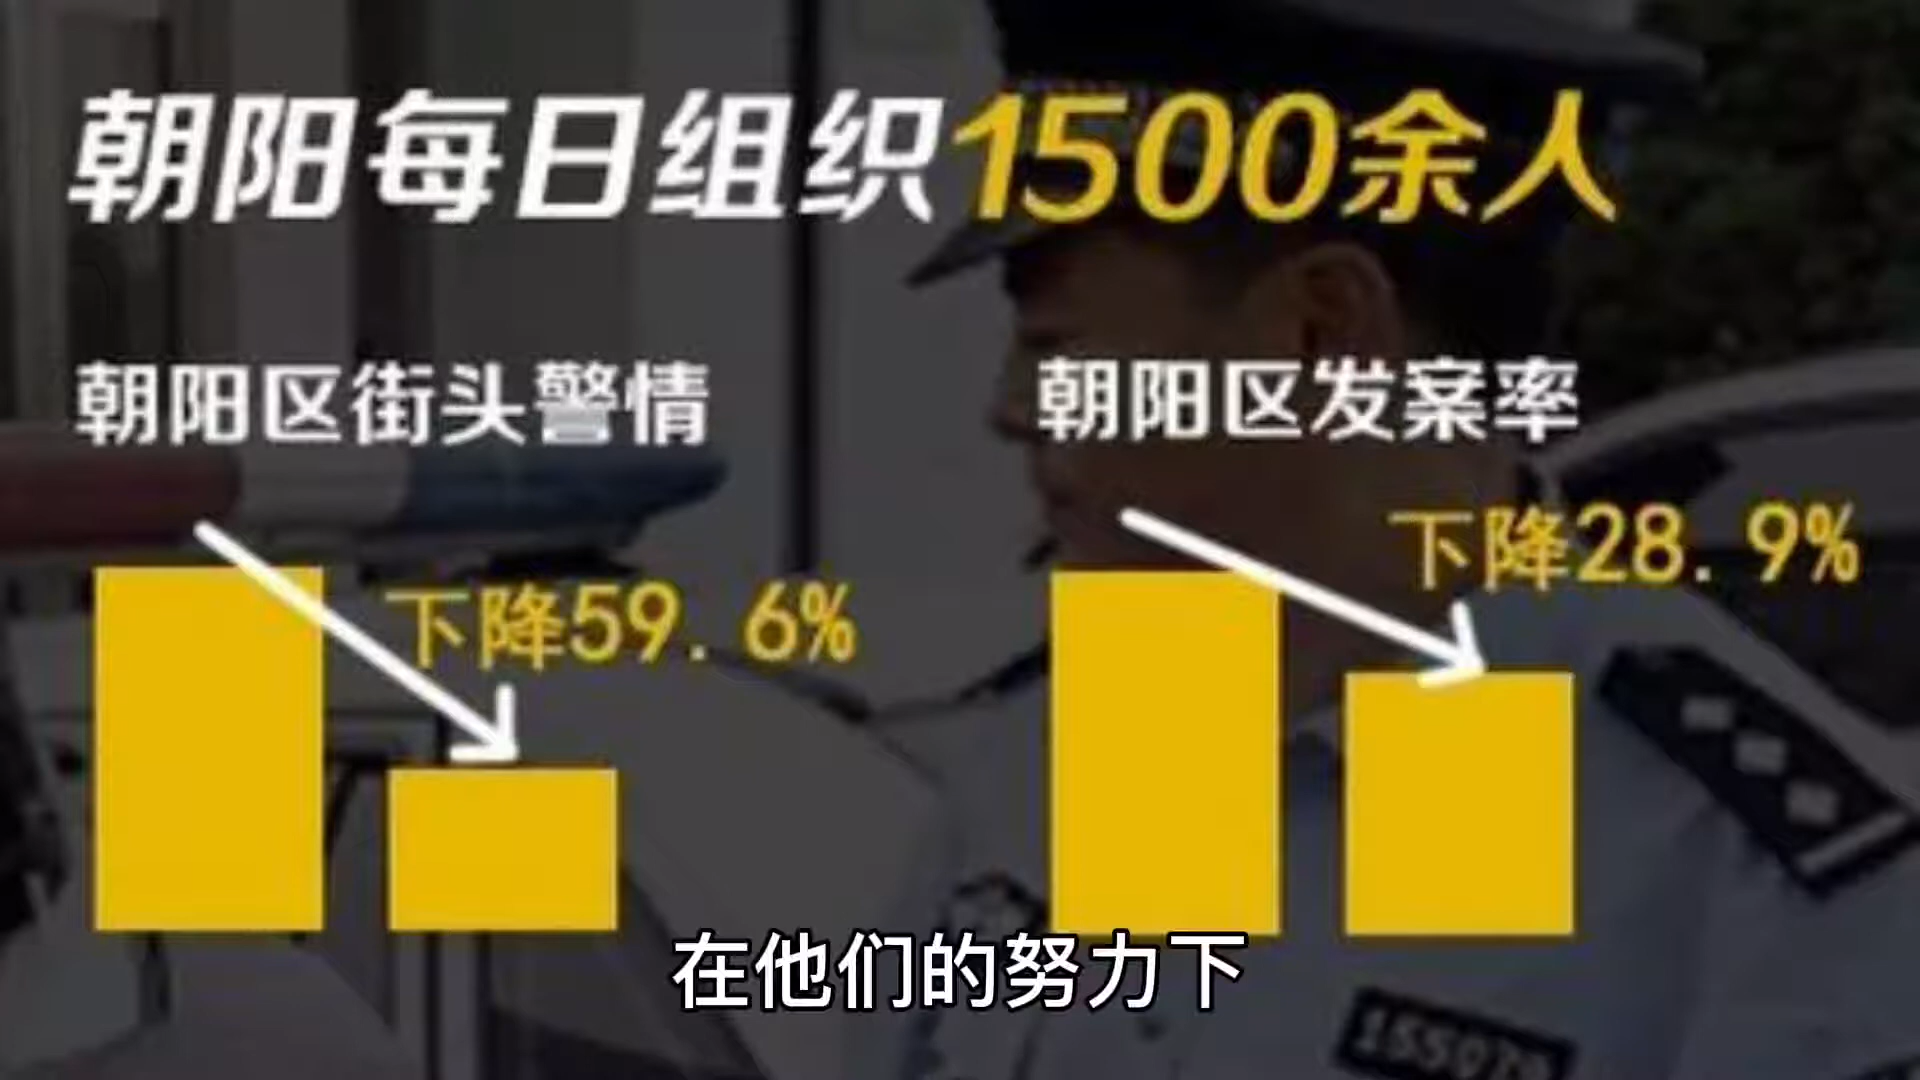 朝阳每日组织1500余人
朝阳区街头警情
朝阳区发案率
下降59.6%
下降28.9%
在他们的努力下